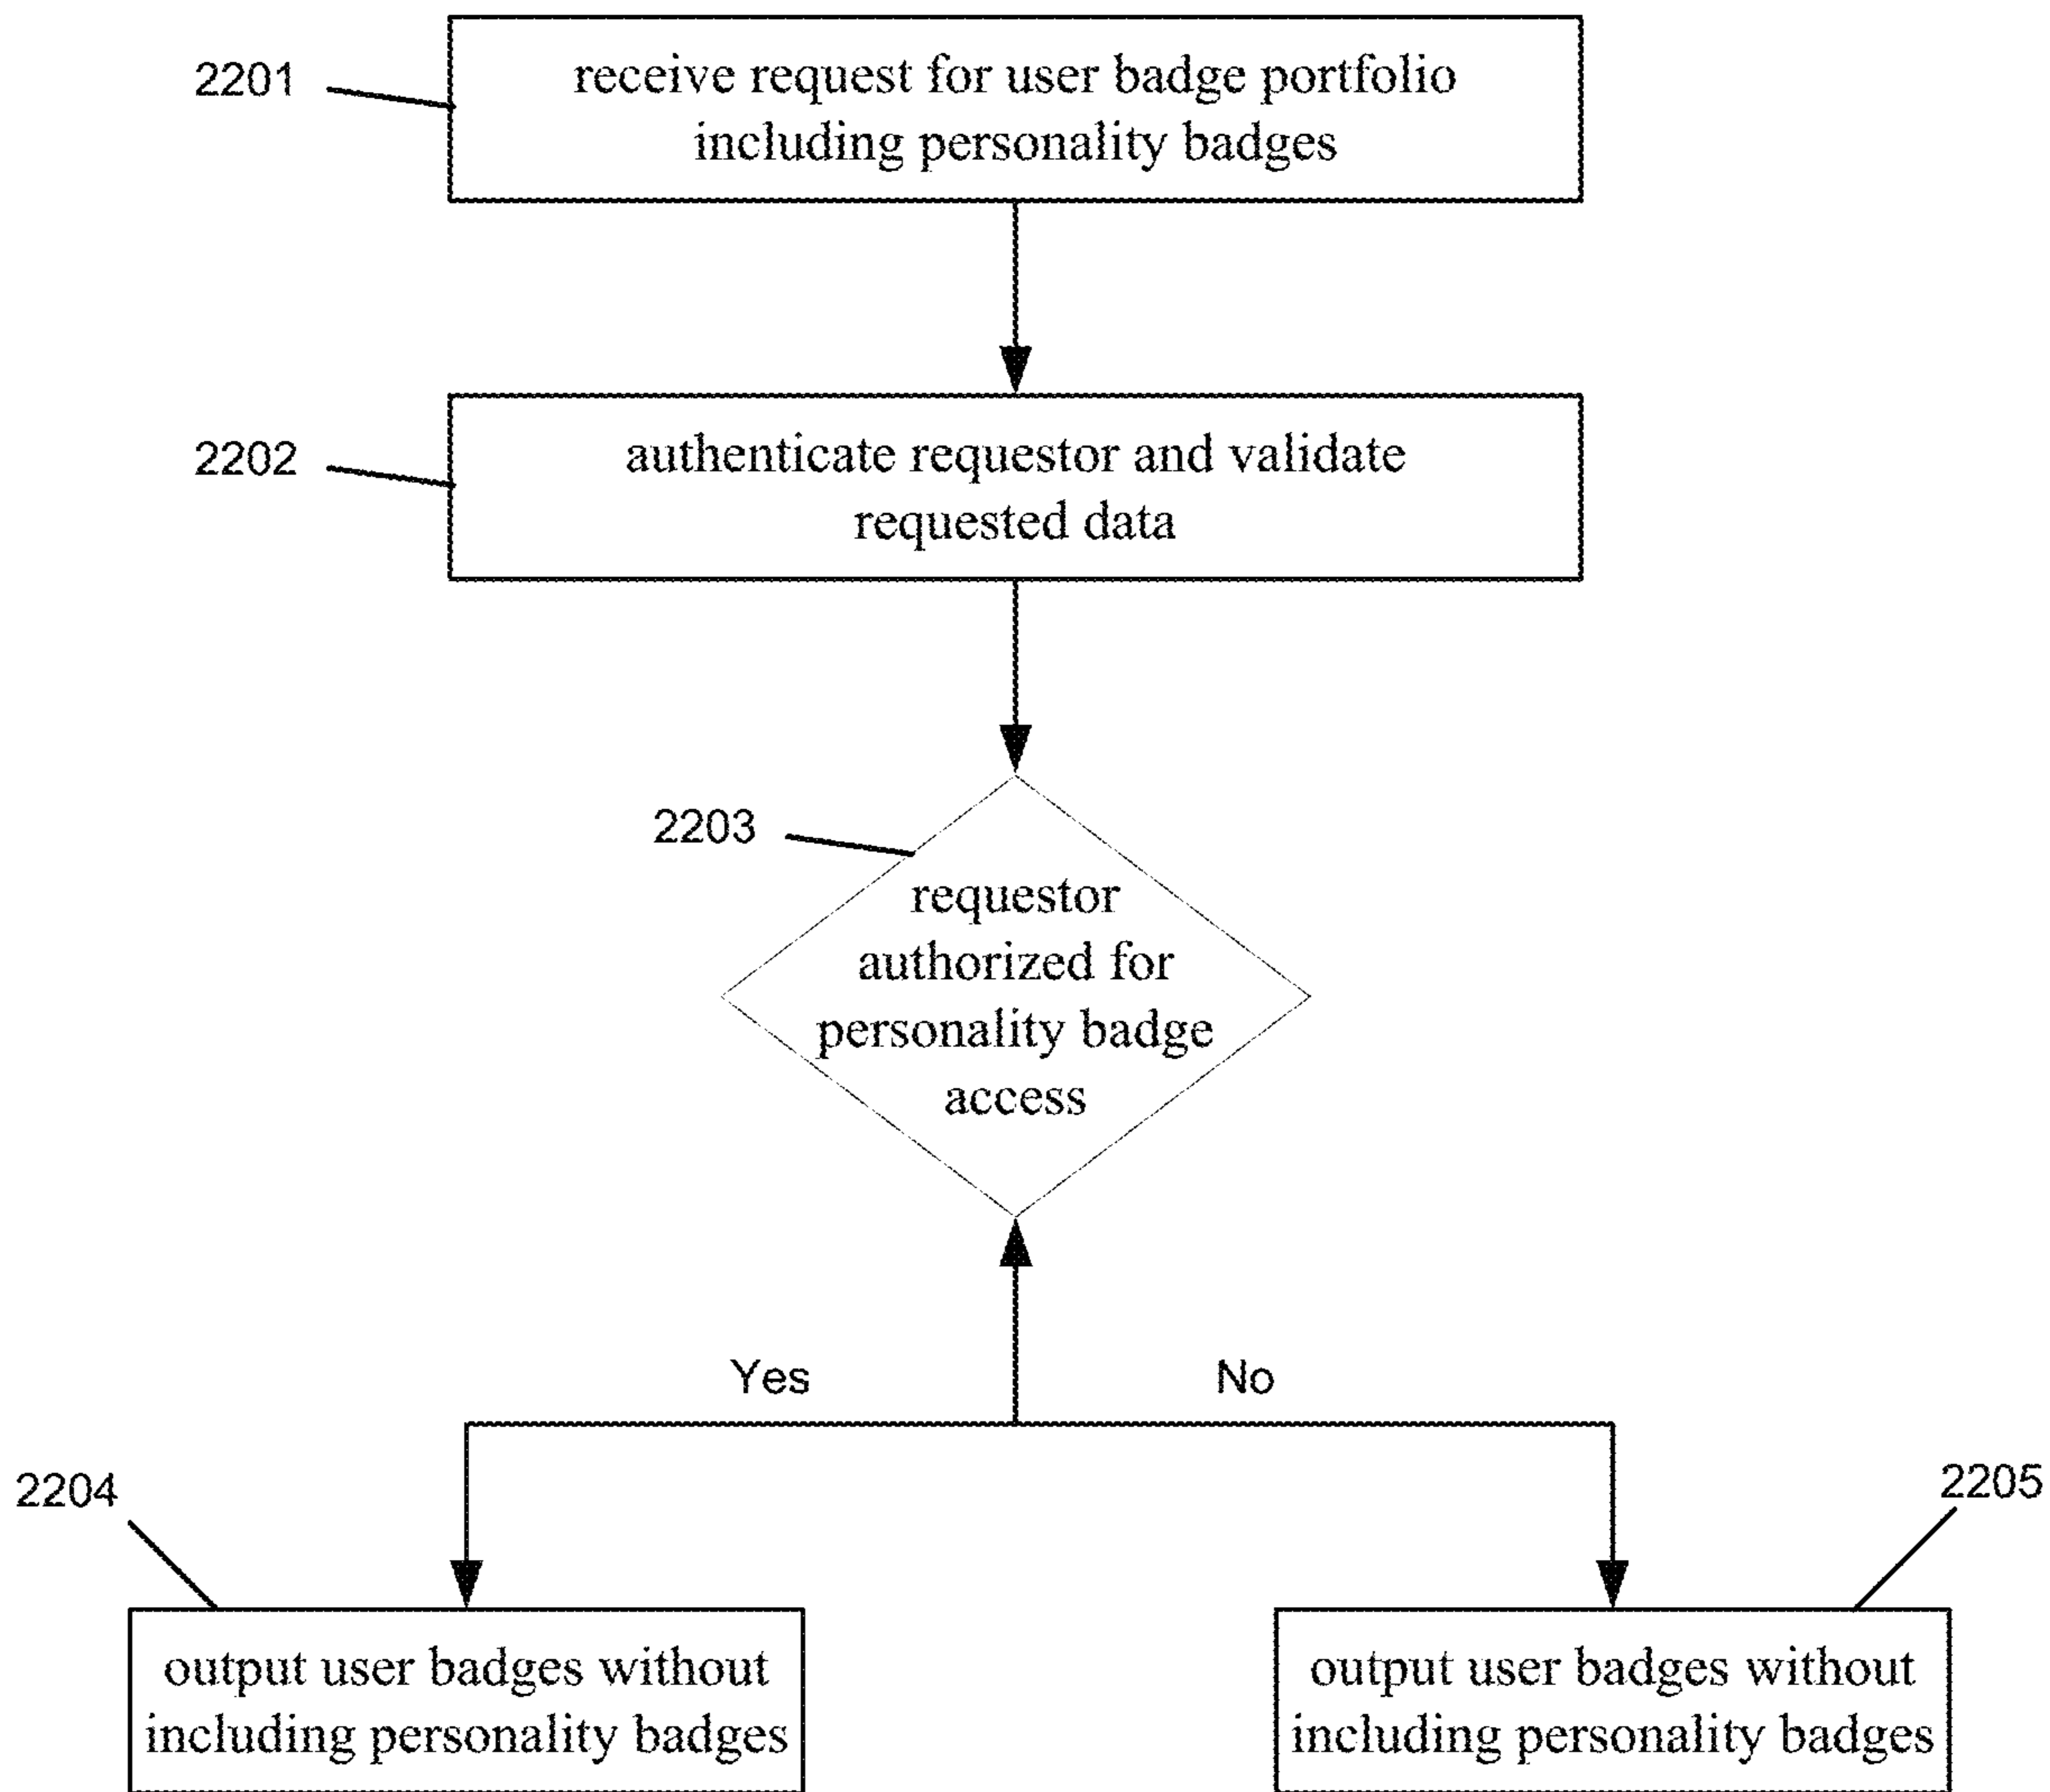 2201
receive request for user badge portfolio
including personality badges
2202
authenticate requestor and validate
requested data
2203
requestor
authorized for
personality badge
access
Yes
No
2204
2205
output user badges without
including personality badges
output user badges without
including personality badges